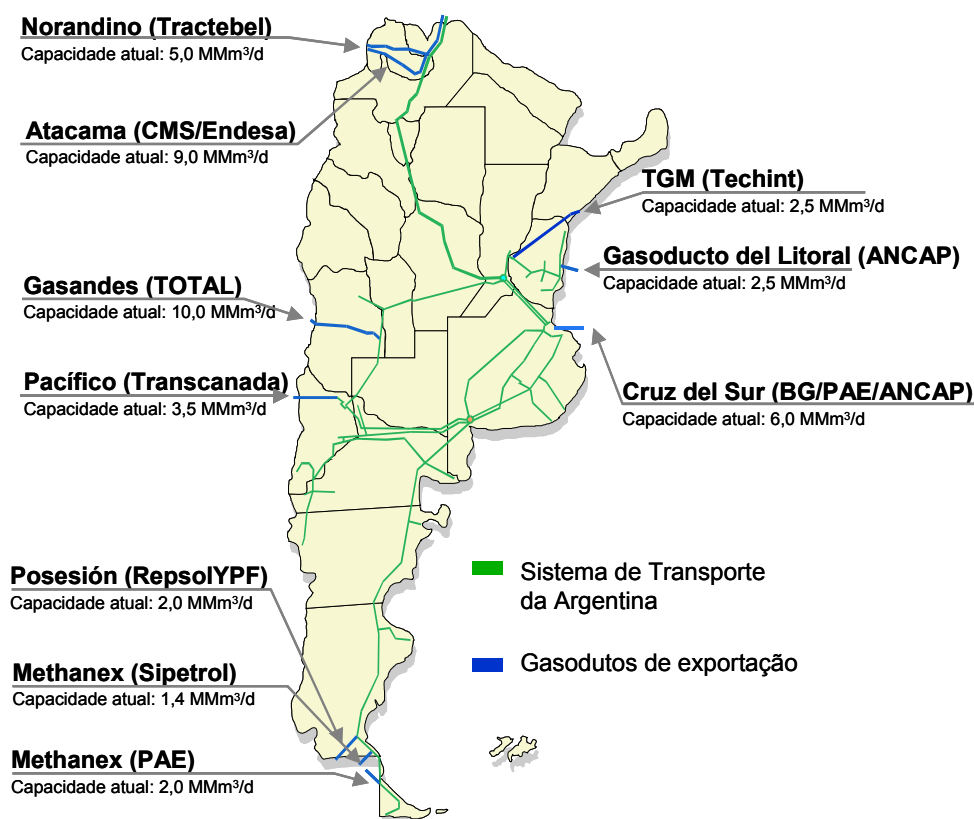 Norandino (Tractebel)
Capacidade atual: 5,0 MMm³/d
Atacama (CMS/Endesa)
Capacidade atual: 9,0 MMm³/d
TGM (Techint)
Capacidade atual: 2,5 MMm³/d
Gasoducto del Litoral (ANCAP)
Capacidade atual: 2,5 MMm³/d
Gasandes (TOTAL)
Capacidade atual: 10,0 MMm³/d
Pacífico (Transcanada)
Capacidade atual: 3,5 MMm³/d
Cruz del Sur (BG/PAE/ANCAP)
Capacidade atual: 6,0 MMm³/d
Posesión (RepsolYPF)
Capacidade atual: 2,0 MMm³/d
Methanex (Sipetrol)
Capacidade atual: 1,4 MMm³/d
Methanex (PAE)
Capacidade atual: 2,0 MMm³/d
Sistema de Transporte
da Argentina
Gasodutos de exportação